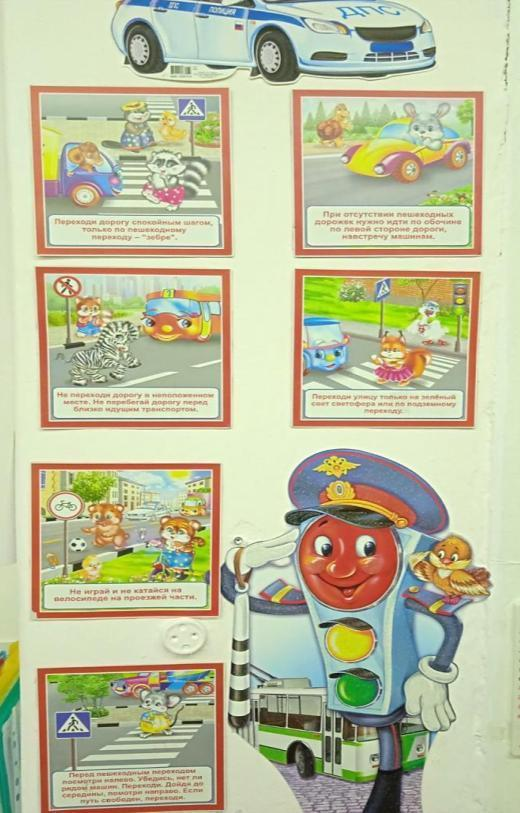 ДПС
ПОЛИЦИЯ
ДПС
Переходи дорогу спокойным шагом,
только по пешеходному
переходу – "зебре".
При отсутствии пешеходных
дорожек нужно идти по обочине
по левой стороне дороги,
навстречу машинам.
Не переходи дорогу в неположенном
месте. Не перебегай дорогу перед
близко идущим транспортом.
Переходи улицу только на зелёный
свет светофора или по подземному
переходу.
Не играй и не катайся на
велосипеде на проезжей части.
Перед пешеходным переходом
посмотри налево. Убедись, нет ли
рядом машин. Переходи. Дойдя до
середины, помотри направо. Если
путь свободен, переходи.